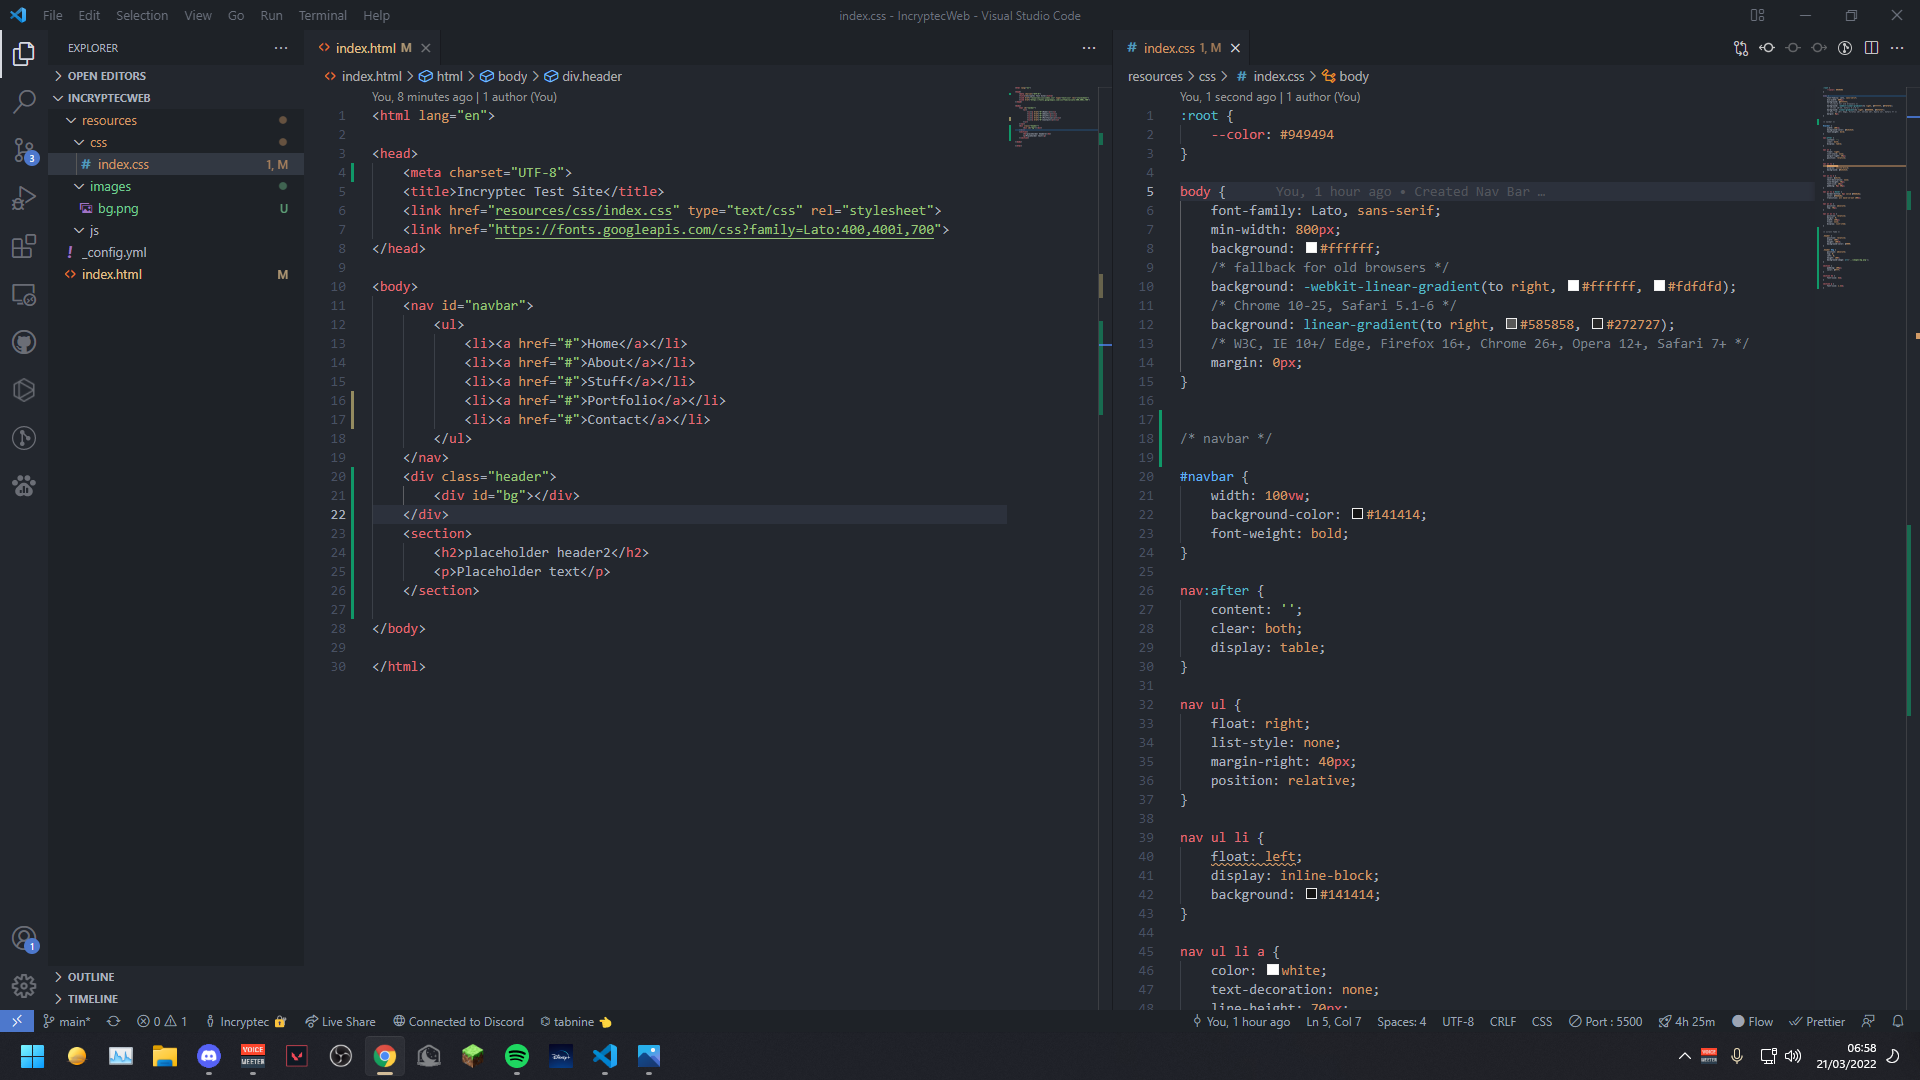 File Edit Selection View Go Run Terminal Help
index.css - IncryptecWeb - Visual Studio Code
EXPLORER
OPEN EDITORS
INCRYPTECWEB
resources
css
# index.css 1, M
images
bg.png U
js
! _config.yml
<> index.html M
OUTLINE
TIMELINE
3
1
<> index.html M
<> index.html > html > body > div.header
You, 8 minutes ago | 1 author (You)
1 <html lang="en">
2
3 <head>
4 <meta charset="UTF-8">
5 <title>Incryptec Test Site</title>
6 <link href="resources/css/index.css" type="text/css" rel="stylesheet">
7 <link href="https://fonts.googleapis.com/css?family=Lato:400,400i,700">
8 </head>
9
10 <body>
11 <nav id="navbar">
12 <ul>
13 <li><a href="#">Home</a></li>
14 <li><a href="#">About</a></li>
15 <li><a href="#">Stuff</a></li>
16 <li><a href="#">Portfolio</a></li>
17 <li><a href="#">Contact</a></li>
18 </ul>
19 </nav>
20 <div class="header">
21 <div id="bg"></div>
22 </div>
23 <section>
24 <h2>placeholder header2</h2>
25 <p>Placeholder text</p>
26 </section>
27
28 </body>
29
30 </html>
# index.css 1, M
resources > css > # index.css > body
You, 1 second ago | 1 author (You)
1 :root {
2 --color: #949494
3 }
4
5 body { You, 1 hour ago • Created Nav Bar …
6 font-family: Lato, sans-serif;
7 min-width: 800px;
8 background: #ffffff;
9 /* fallback for old browsers */
10 background: -webkit-linear-gradient(to right, #ffffff, #fdfdfd);
11 /* Chrome 10-25, Safari 5.1-6 */
12 background: linear-gradient(to right, #585858, #272727);
13 /* W3C, IE 10+/ Edge, Firefox 16+, Chrome 26+, Opera 12+, Safari 7+ */
14 margin: 0px;
15 }
16
17
18 /* navbar */
19
20 #navbar {
21 width: 100vw;
22 background-color: #141414;
23 font-weight: bold;
24 }
25
26 nav:after {
27 content: '';
28 clear: both;
29 display: table;
30 }
31
32 nav ul {
33 float: right;
34 list-style: none;
35 margin-right: 40px;
36 position: relative;
37 }
38
39 nav ul li {
40 float: left;
41 display: inline-block;
42 background: #141414;
43 }
44
45 nav ul li a {
46 color: white;
47 text-decoration: none;
48 line-height: 70px;
main* 0 1 Incryptec Live Share Connected to Discord tabnine
You, 1 hour ago Ln 5, Col 7 Spaces: 4 UTF-8 CRLF CSS Port : 5500 4h 25m Flow Prettier
VOICE MEETER
Disney+
06:58
21/03/2022